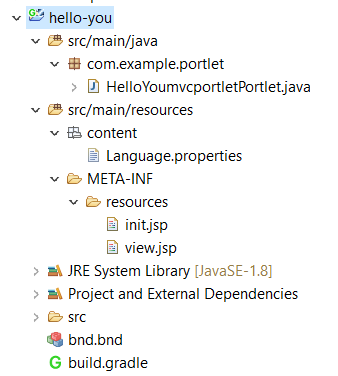 hello-you
src/main/java
com.example.portlet
HelloYoumvcportletPortlet.java
src/main/resources
content
Language.properties
META-INF
resources
init.jsp
view.jsp
JRE System Library [JavaSE-1.8]
Project and External Dependencies
src
bnd.bnd
build.gradle